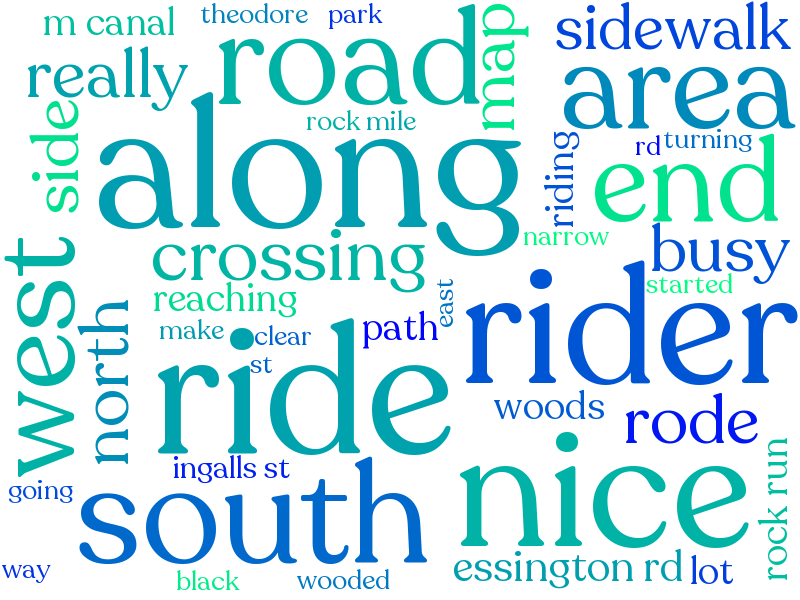 m canal
theodore
park
sidewalk
really
road
map
area
side
along
rock mile
riding
rd
turning
end
west
crossing
narrow
busy
reaching
north
east
started
rider
make
clear
st
path
ride
woods
rode
ingalls st
going
south
nice
rock run
essington rd
lot
way
black
wooded